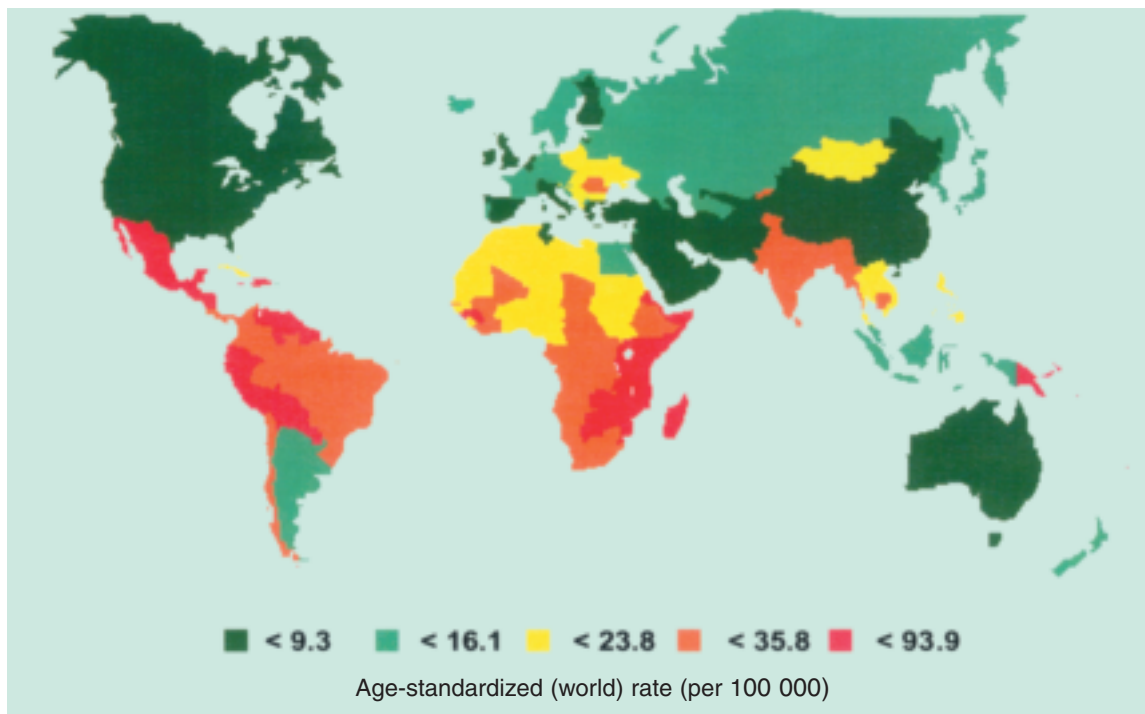 < 9.3 < 16.1 < 23.8 < 35.8 < 93.9
Age-standardized (world) rate (per 100 000)